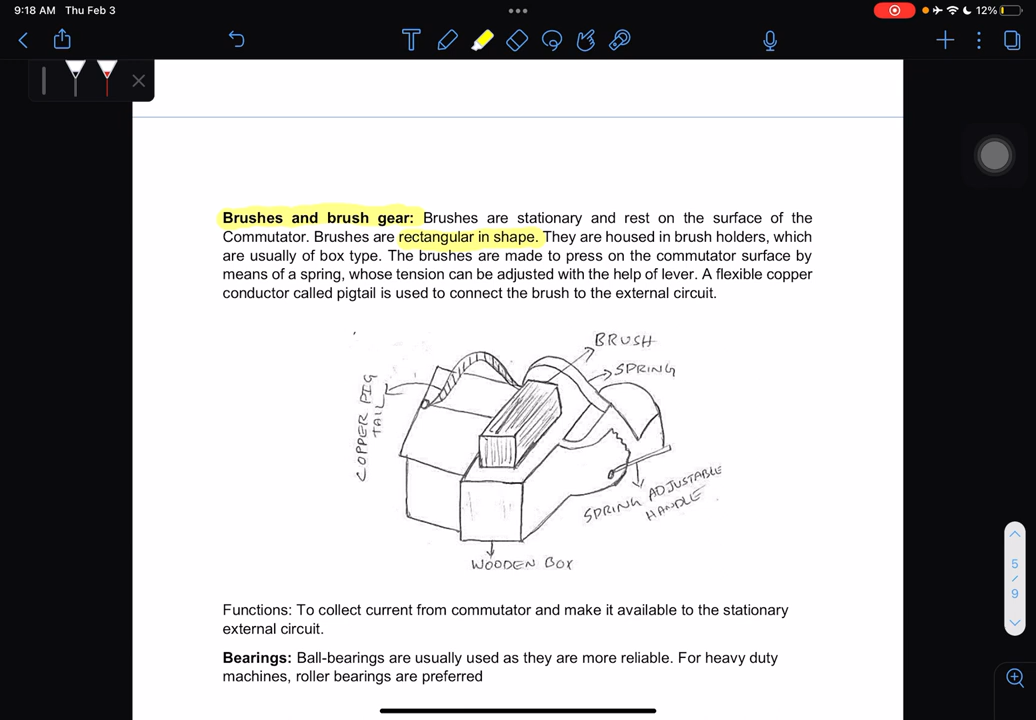 9:18 AM Thu Feb 3
12%
Brushes and brush gear: Brushes are stationary and rest on the surface of the
Commutator. Brushes are rectangular in shape. They are housed in brush holders, which
are usually of box type. The brushes are made to press on the commutator surface by
means of a spring, whose tension can be adjusted with the help of lever. A flexible copper
conductor called pigtail is used to connect the brush to the external circuit.
BRUSH
SPRING
COPPER PIG
TAIL
SPRING ADJUSTABLE
HANDLE
WOODEN BOX
5
/
9
Functions: To collect current from commutator and make it available to the stationary
external circuit.
Bearings: Ball-bearings are usually used as they are more reliable. For heavy duty
machines, roller bearings are preferred